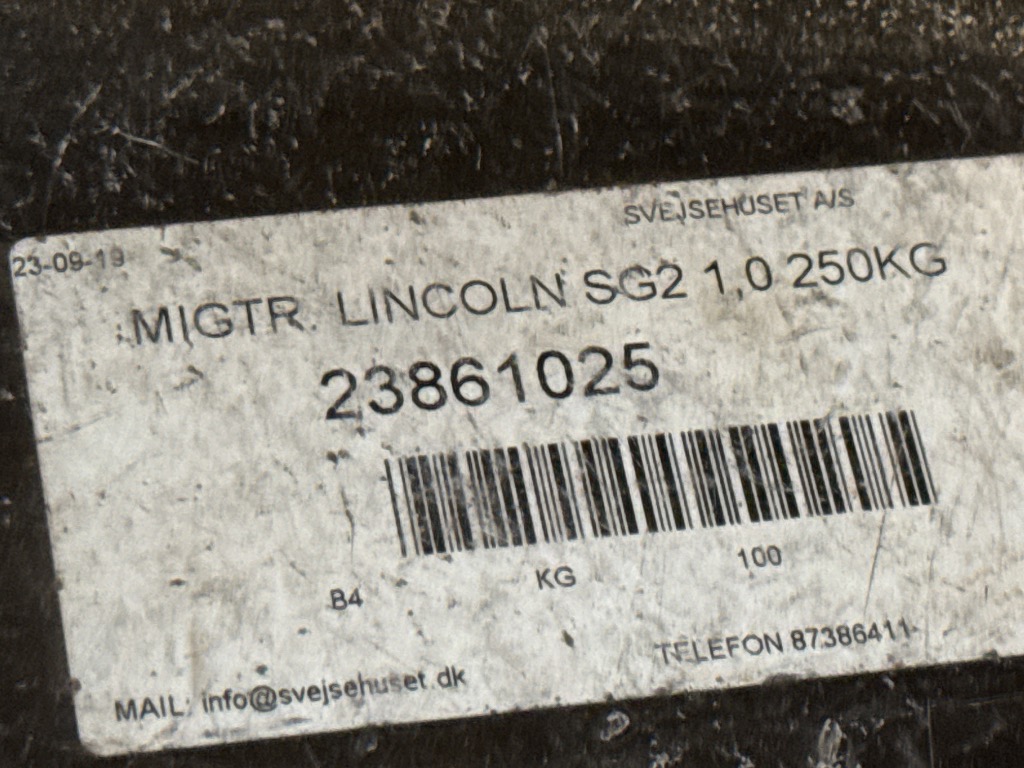 SVEJSEHUSET A/S
23-09-19
MIGTR. LINCOLN SG2 1,0 250KG
23861025
B4 KG 100
TELEFON 87386411
MAIL: info@svejsehuset.dk